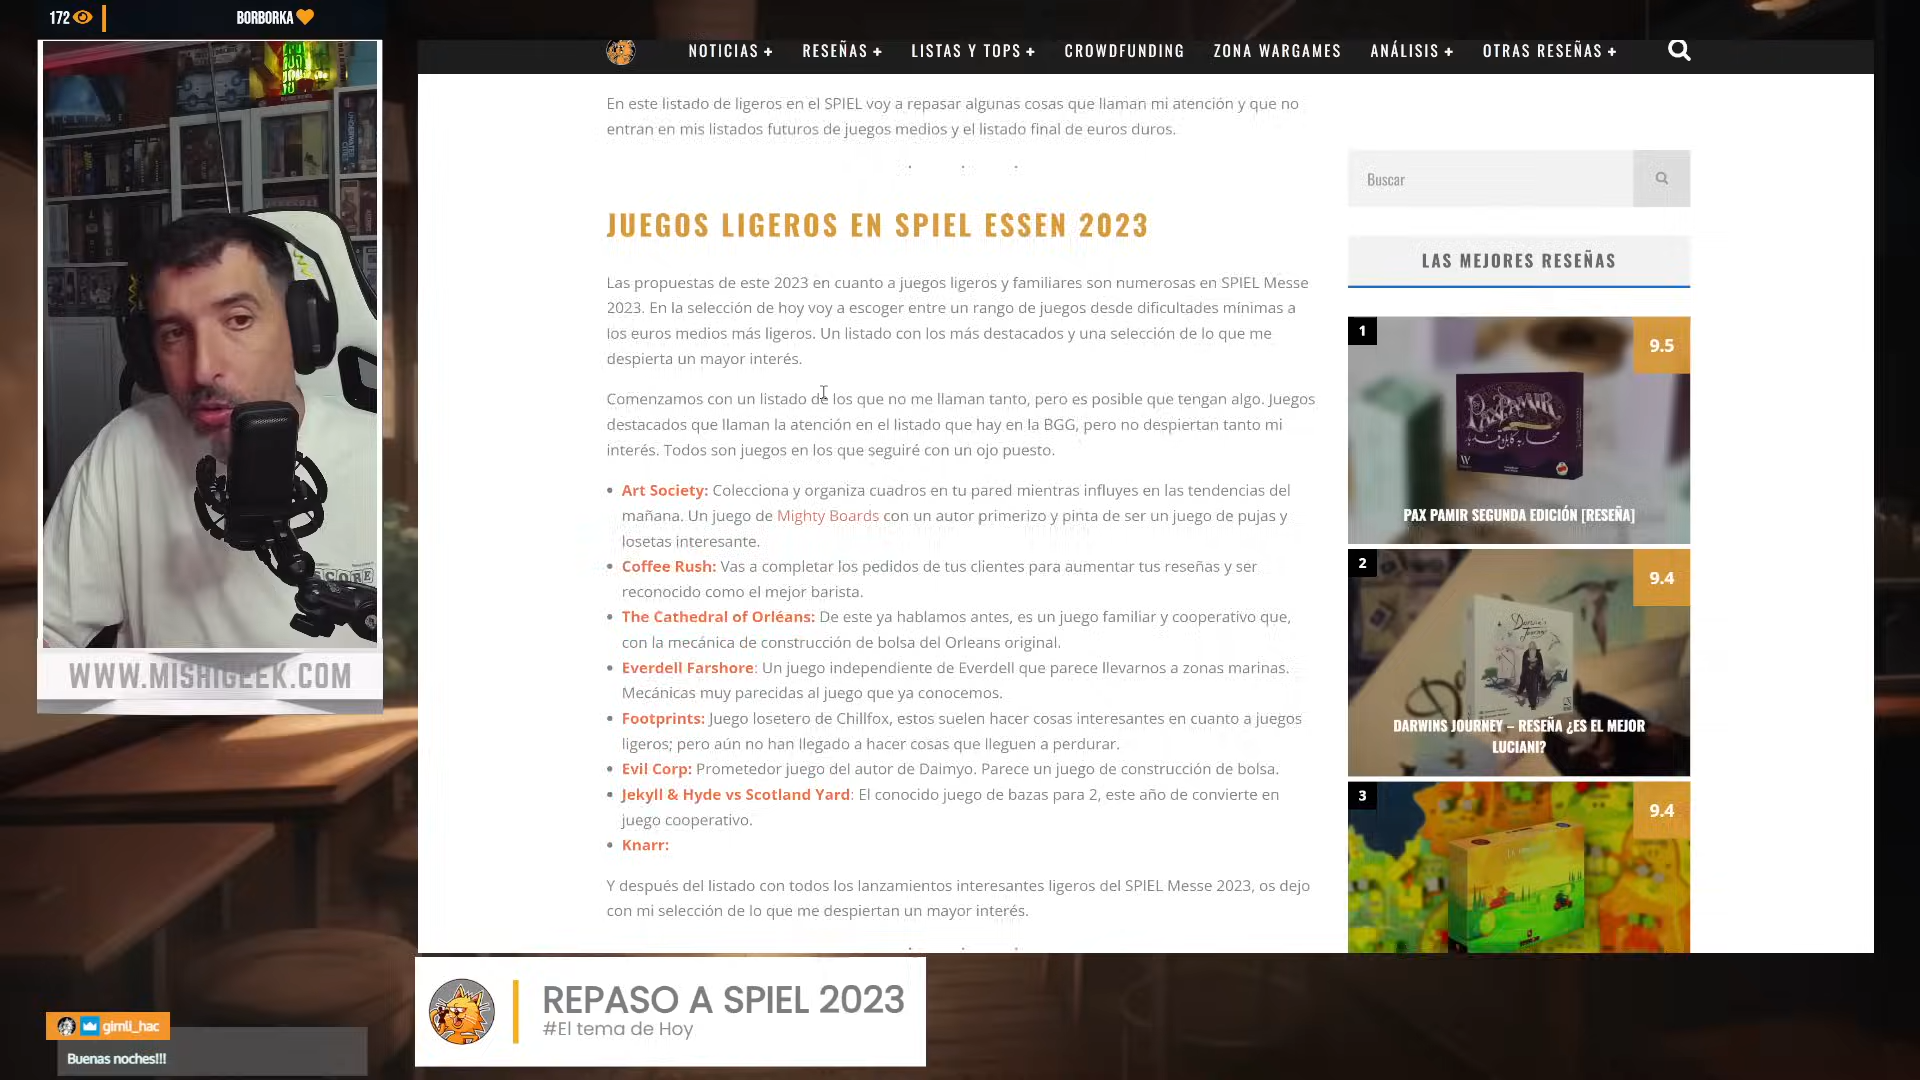 172
BORBORKA
NOTICIAS +
RESEÑAS +
LISTAS Y TOPS +
CROWDFUNDING
ZONA WARGAMES
ANÁLISIS +
OTRAS RESEÑAS +
En este listado de ligeros en el SPIEL voy a repasar algunas cosas que llaman mi atención y que no
entran en mis listados futuros de juegos medios y el listado final de euros duros.
JUEGOS LIGEROS EN SPIEL ESSEN 2023
Las propuestas de este 2023 en cuanto a juegos ligeros y familiares son numerosas en SPIEL Messe
2023. En la selección de hoy voy a escoger entre un rango de juegos desde dificultades mínimas a
los euros medios más ligeros. Un listado con los más destacados y una selección de lo que me
despierta un mayor interés.
Comenzamos con un listado de los que no me llaman tanto, pero es posible que tengan algo. Juegos
destacados que llaman la atención en el listado que hay en la BGG, pero no despiertan tanto mi
interés. Todos son juegos en los que seguiré con un ojo puesto.
• Art Society: Colecciona y organiza cuadros en tu pared mientras influyes en las tendencias del
mañana. Un juego de Mighty Boards con un autor primerizo y pinta de ser un juego de pujas y
losetas interesante.
• Coffee Rush: Vas a completar los pedidos de tus clientes para aumentar tus reseñas y ser
reconocido como el mejor barista.
• The Cathedral of Orléans: De este ya hablamos antes, es un juego familiar y cooperativo que,
con la mecánica de construcción de bolsa del Orleans original.
• Everdell Farshore: Un juego independiente de Everdell que parece llevarnos a zonas marinas.
Mecánicas muy parecidas al juego que ya conocemos.
• Footprints: Juego losetero de Chillfox, estos suelen hacer cosas interesantes en cuanto a juegos
ligeros; pero aún no han llegado a hacer cosas que lleguen a perdurar.
• Evil Corp: Prometedor juego del autor de Daimyo. Parece un juego de construcción de bolsa.
• Jekyll & Hyde vs Scotland Yard: El conocido juego de bazas para 2, este año de convierte en
juego cooperativo.
• Knarr:
Y después del listado con todos los lanzamientos interesantes ligeros del SPIEL Messe 2023, os dejo
con mi selección de lo que me despiertan un mayor interés.
Buscar
LAS MEJORES RESEÑAS
1
9.5
PAX PAMIR
PAX PAMIR SEGUNDA EDICIÓN [RESEÑA]
2
9.4
Darwin's Journey
DARWINS JOURNEY – RESEÑA ¿ES EL MEJOR
LUCIANI?
3
9.4
WWW.MISHIGEEK.COM
REPASO A SPIEL 2023
#El tema de Hoy
gimli_hac
Buenas noches!!!